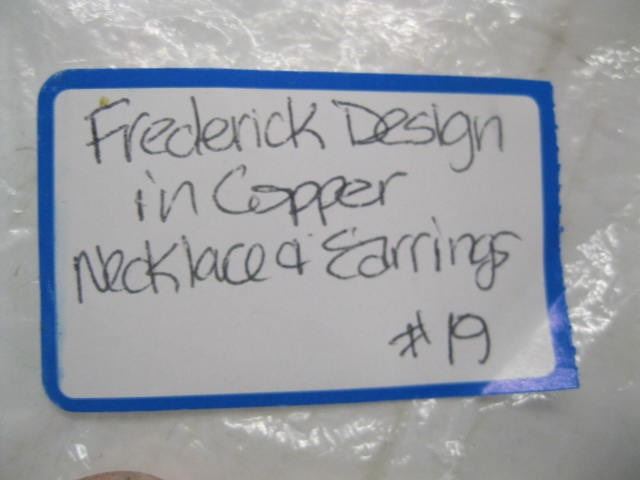 Frederick Design
in Copper
Necklace & Earrings
#19